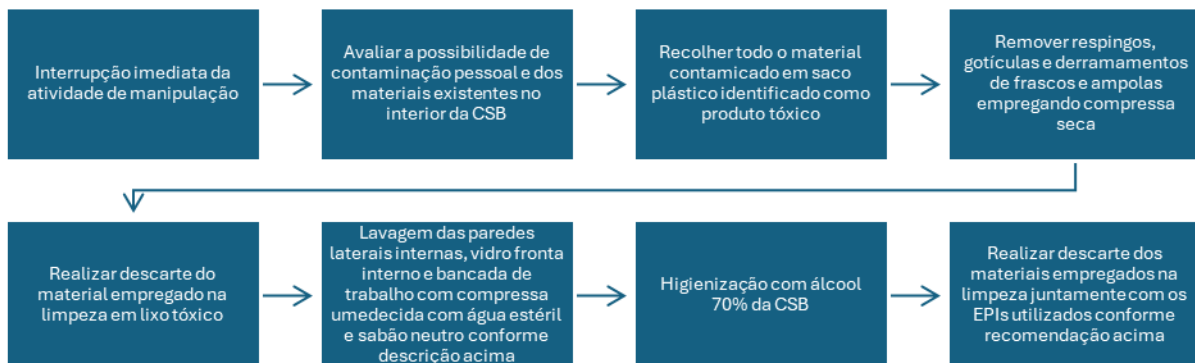 Interrupção imediata da
atividade de manipulação
Avaliar a possibilidade de
contaminação pessoal e dos
materiais existentes no
interior da CSB
Recolher todo o material
contamicado em saco
plástico identificado como
produto tóxico
Remover respingos,
gotículas e derramamentos
de frascos e ampolas
empregando compressa
seca
Realizar descarte do
material empregado na
limpeza em lixo tóxico
Lavagem das paredes
laterais internas, vidro fronta
interno e bancada de
trabalho com compressa
umedecida com água estéril
e sabão neutro conforme
descrição acima
Higienização com álcool
70% da CSB
Realizar descarte dos
materiais empregados na
limpeza juntamente com os
EPIs utilizados conforme
recomendação acima